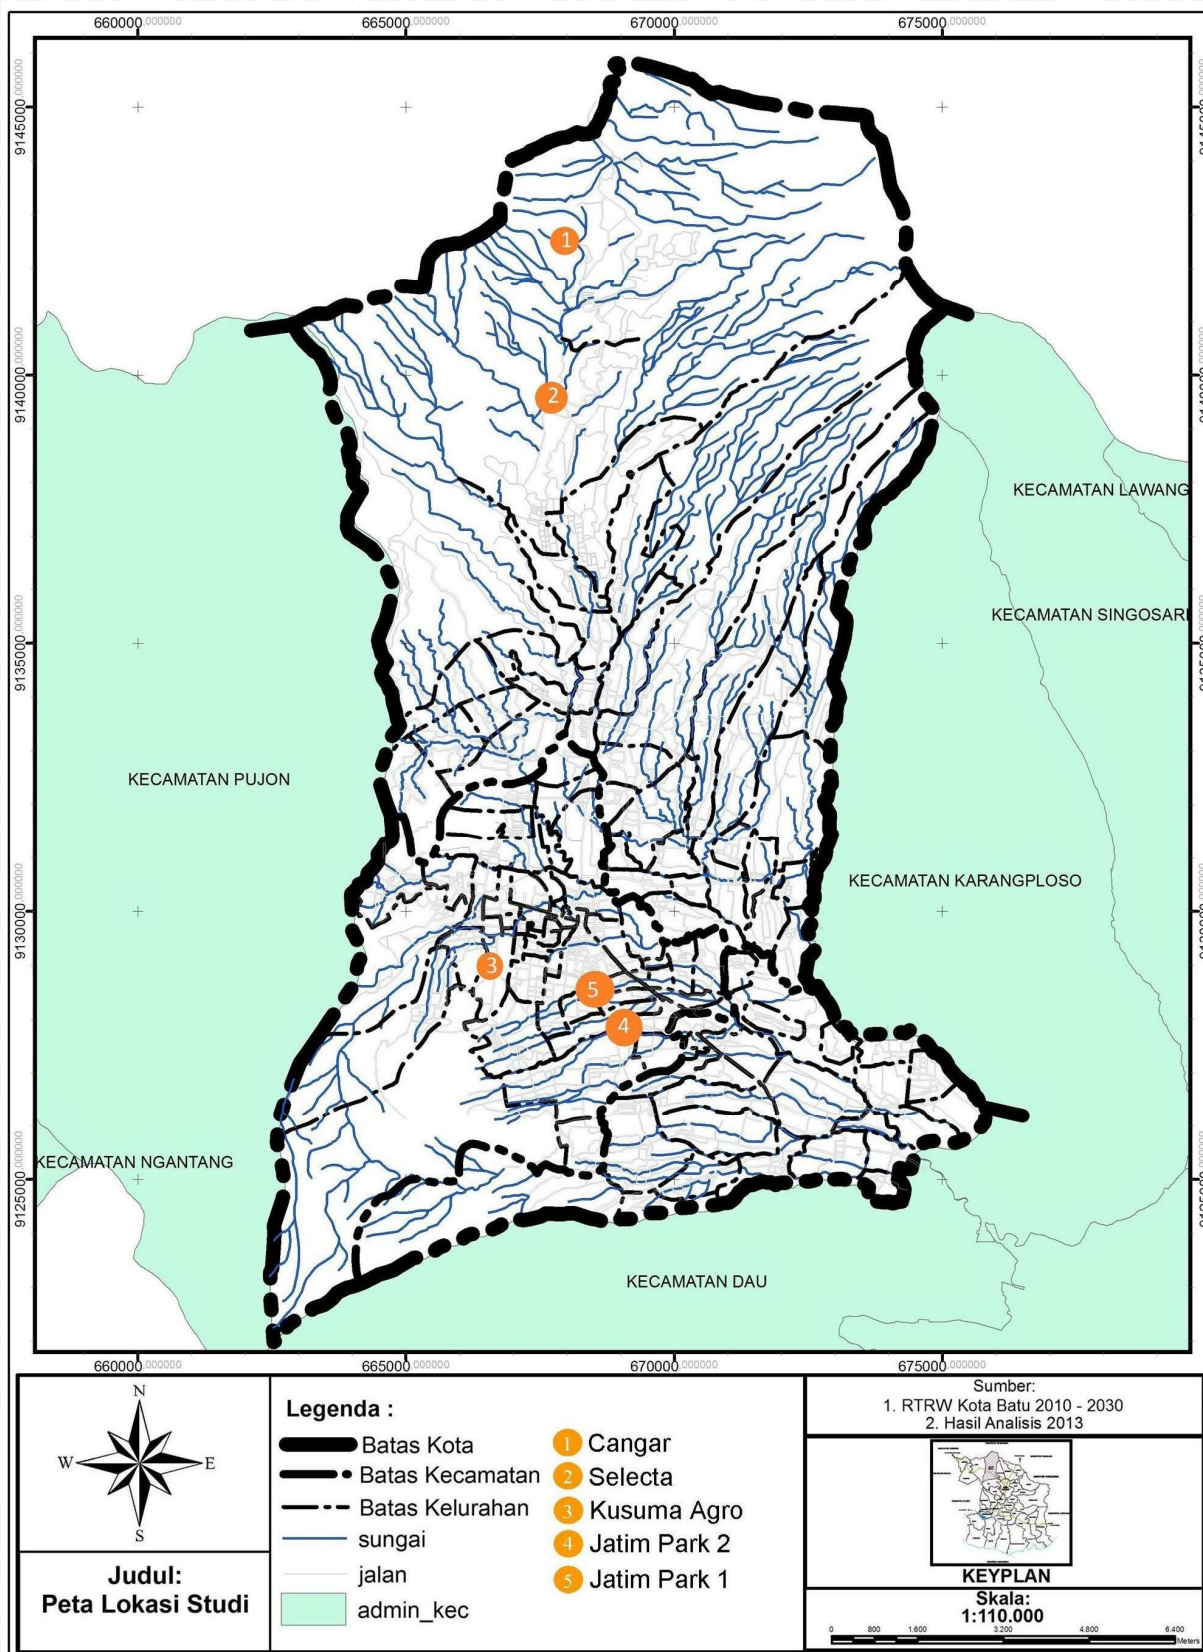 660000.000000 665000.000000 670000.000000 675000.000000
9145000.000000
9140000.000000
9135000.000000
9130000.000000
9125000.000000
1
2
3
5
4
KECAMATAN LAWANG
KECAMATAN SINGOSARI
KECAMATAN PUJON
KECAMATAN KARANGPLOSO
KECAMATAN NGANTANG
KECAMATAN DAU
660000.000000 665000.000000 670000.000000 675000.000000
N
W E
S
Judul:
Peta Lokasi Studi
Legenda :
Batas Kota
Batas Kecamatan
Batas Kelurahan
sungai
jalan
admin_kec
1 Cangar
2 Selecta
3 Kusuma Agro
4 Jatim Park 2
5 Jatim Park 1
Sumber:
1. RTRW Kota Batu 2010 - 2030
2. Hasil Analisis 2013
KEYPLAN
Skala:
1:110.000
0 800 1.600 3.200 4.800 6.400
Meters